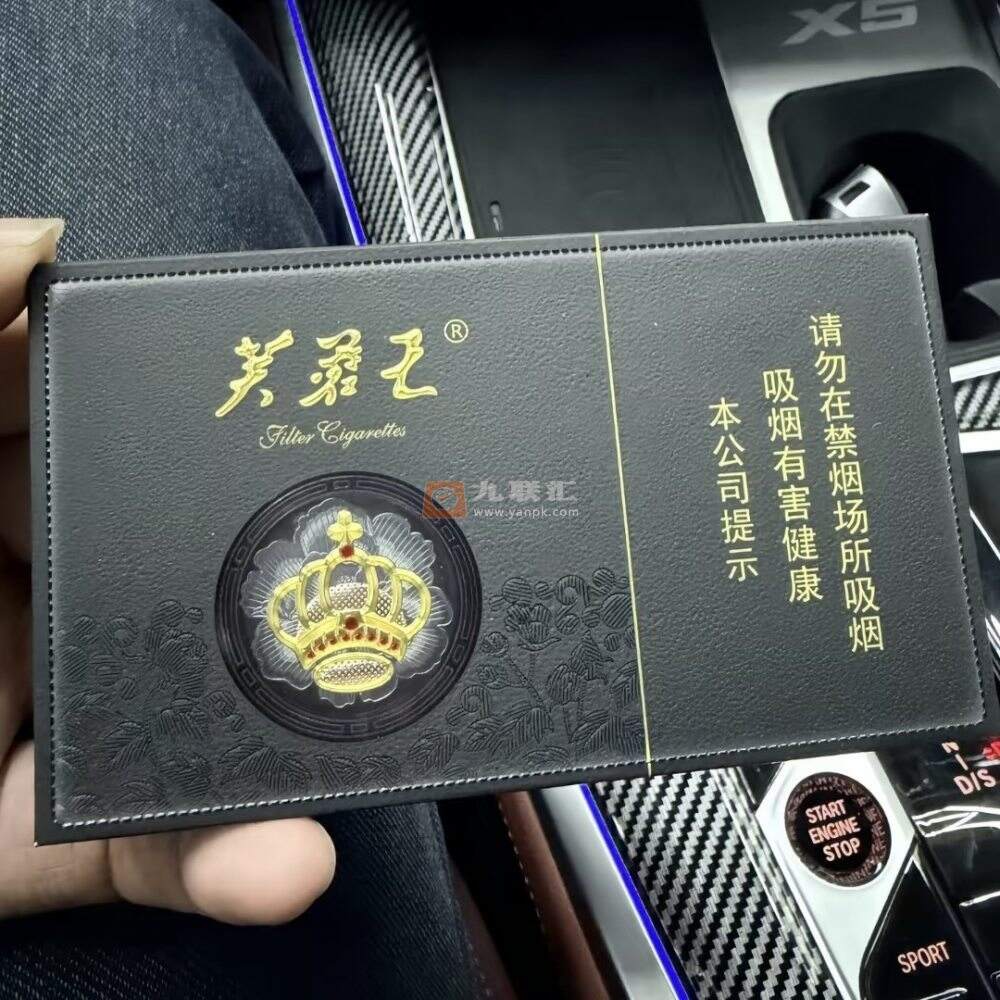 X5
芙蓉王®
Filter Cigarettes
请勿在禁烟场所吸烟
吸烟有害健康
本公司提示
九联汇
www.yanpk.com
N
D/S
START
ENGINE
STOP
SPORT